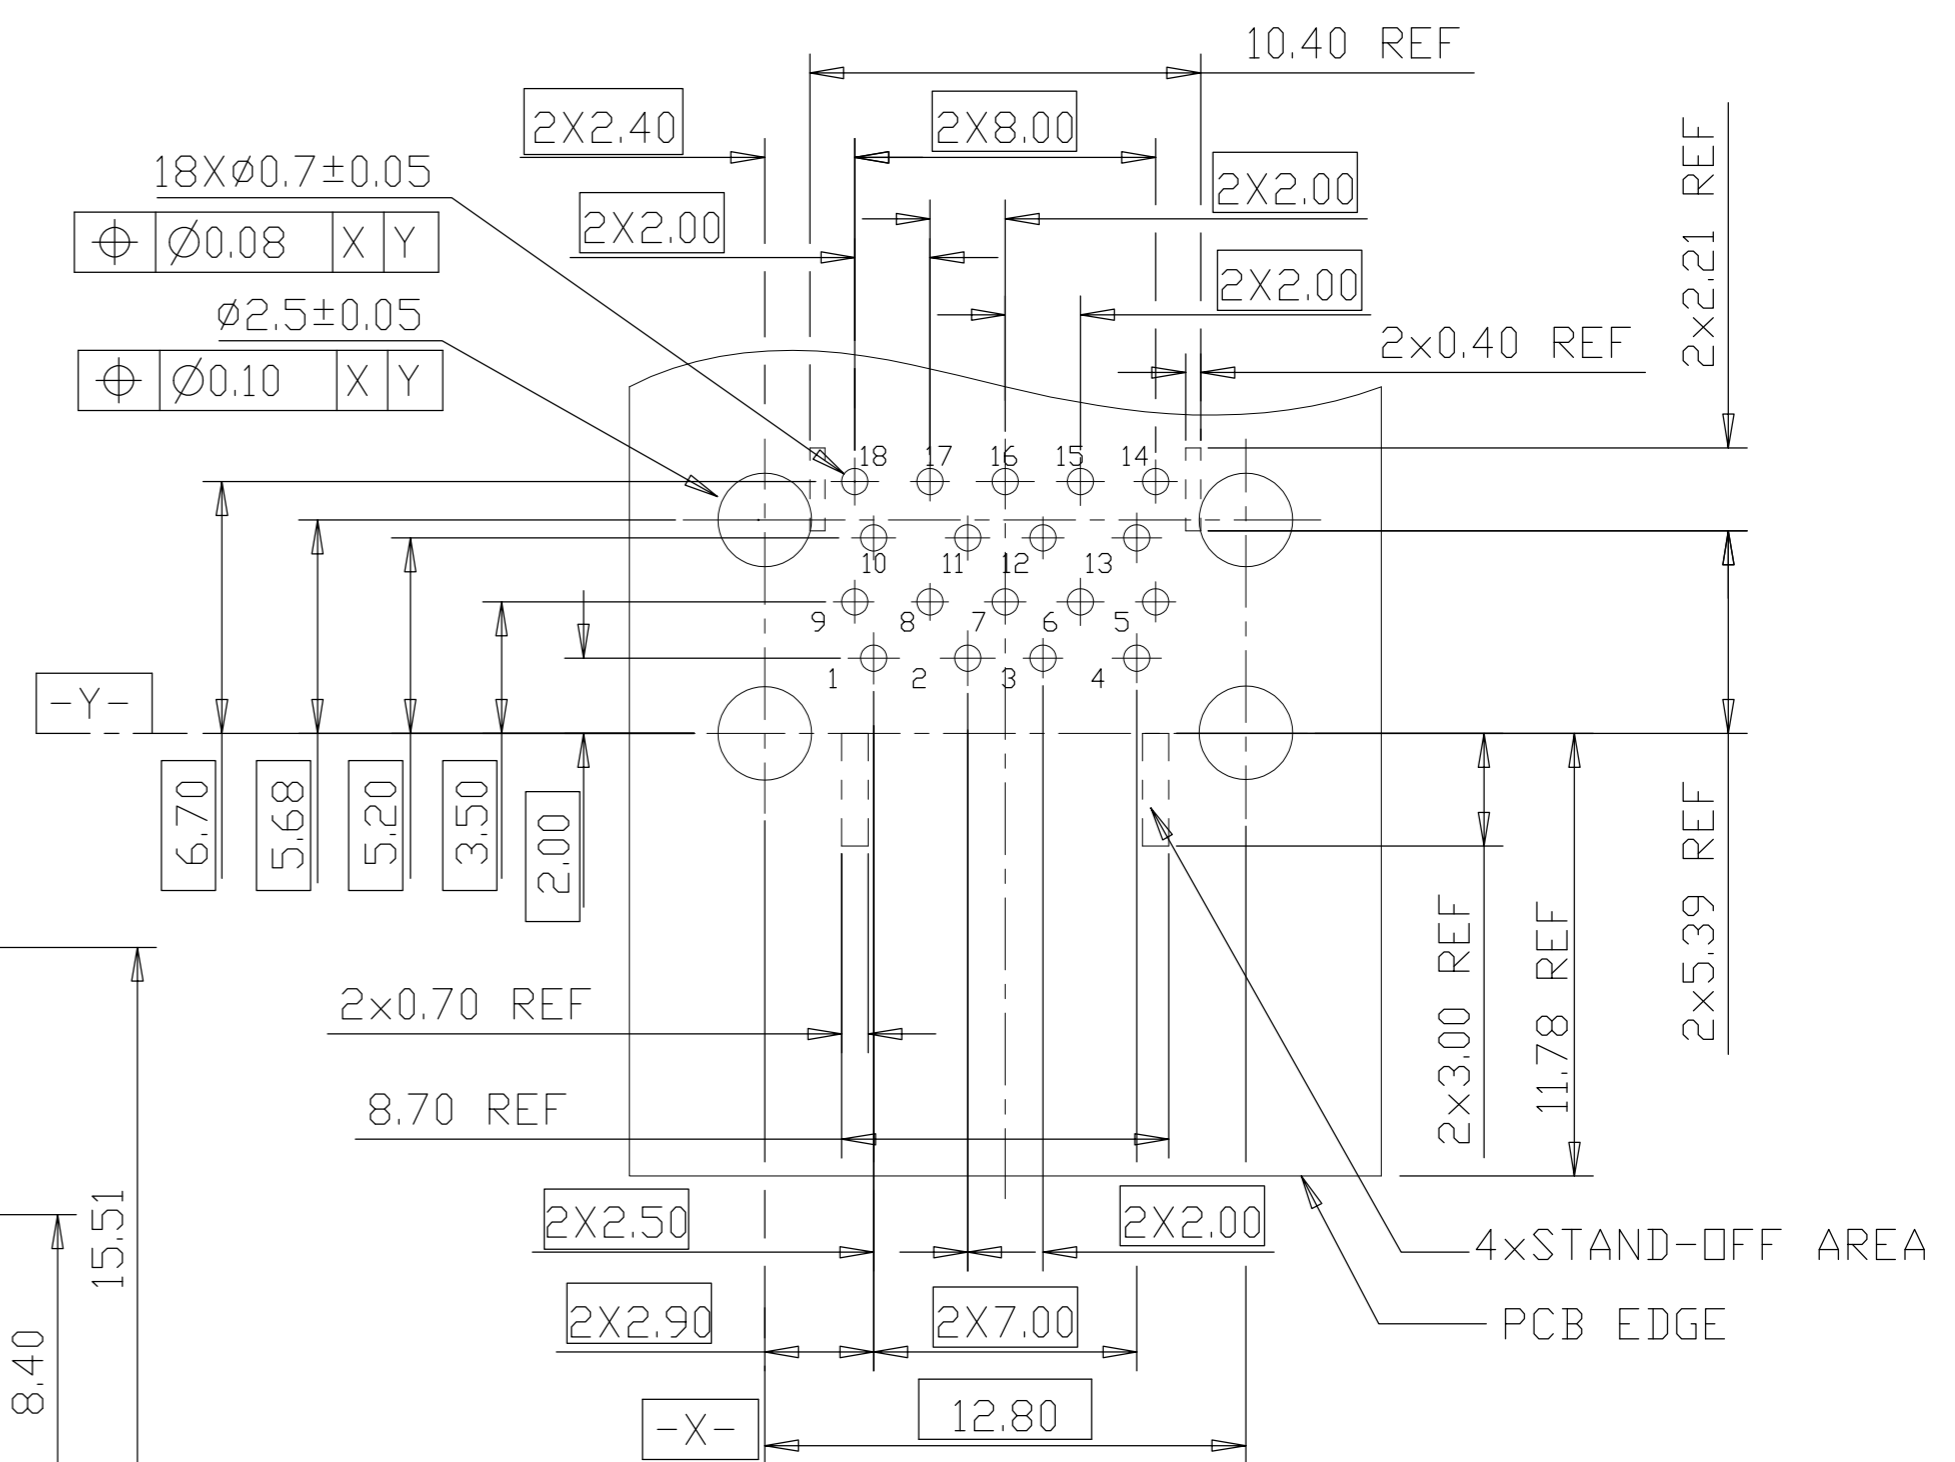 10.40 REF
2X2.40
2X8.00
18XØ0.7±0.05
2X2.00
2X2.00
⌖ Ø0.08 X Y
2X2.00
Ø2.5±0.05
2x0.40 REF
2x2.21 REF
⌖ Ø0.10 X Y
18 17 16 15 14
10 11 12 13
9 8 7 6 5
1 2 3 4
-Y-
6.70
5.68
5.20
3.50
2.00
2x5.39 REF
2x3.00 REF
11.78 REF
2x0.70 REF
8.70 REF
15.51
8.40
2X2.50
2X2.00
4xSTAND-OFF AREA
2X2.90
2X7.00
PCB EDGE
12.80
-X-